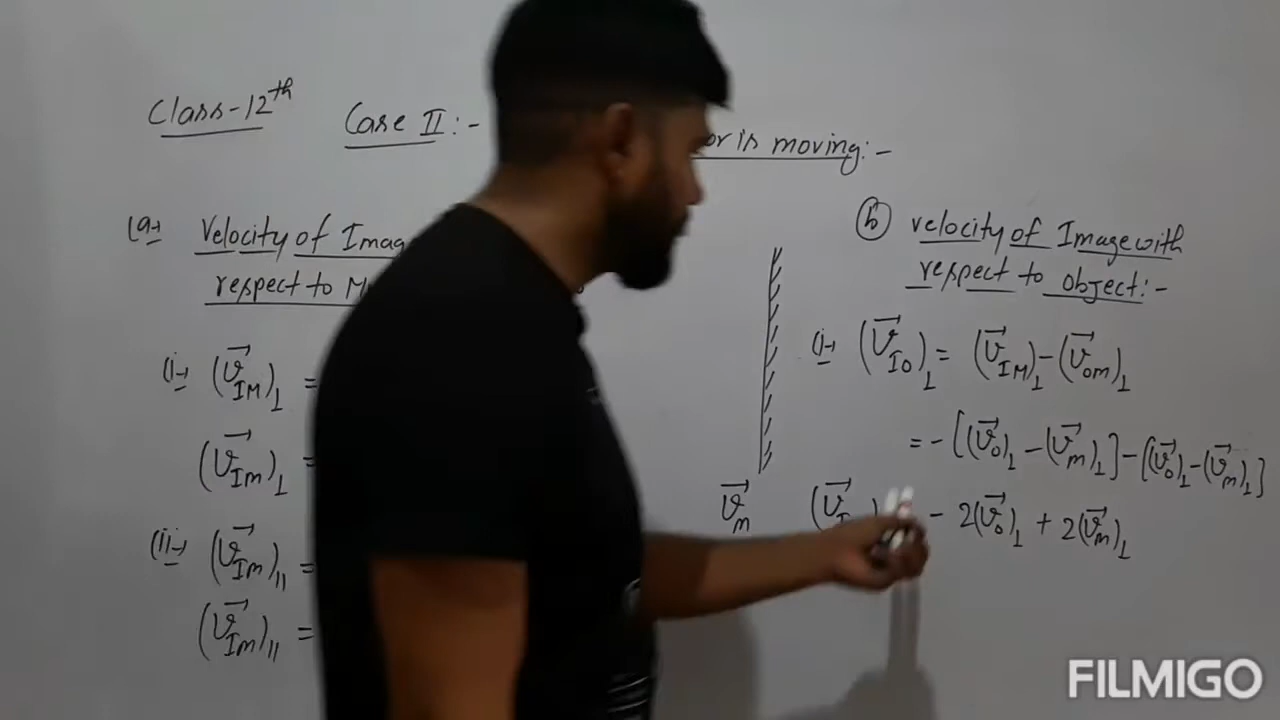 Class-12th
Case II:- or is moving:-
(a→ Velocity of Imag
respect to M
(i→ (V⃗IM)⊥ =
(V⃗Im)⊥ =
(ii→ (V⃗Im)|| =
(V⃗Im)|| =
V⃗m
(b) velocity of Image with
respect to object:-
(i→ (V⃗IO)⊥ = (V⃗IM)⊥ - (V⃗om)⊥
= - [(V⃗o)⊥ - (V⃗m)⊥] - [(V⃗o)⊥ - (V⃗m)⊥]
(V⃗I - 2(V⃗o)⊥ + 2(V⃗m)⊥
FILMIGO